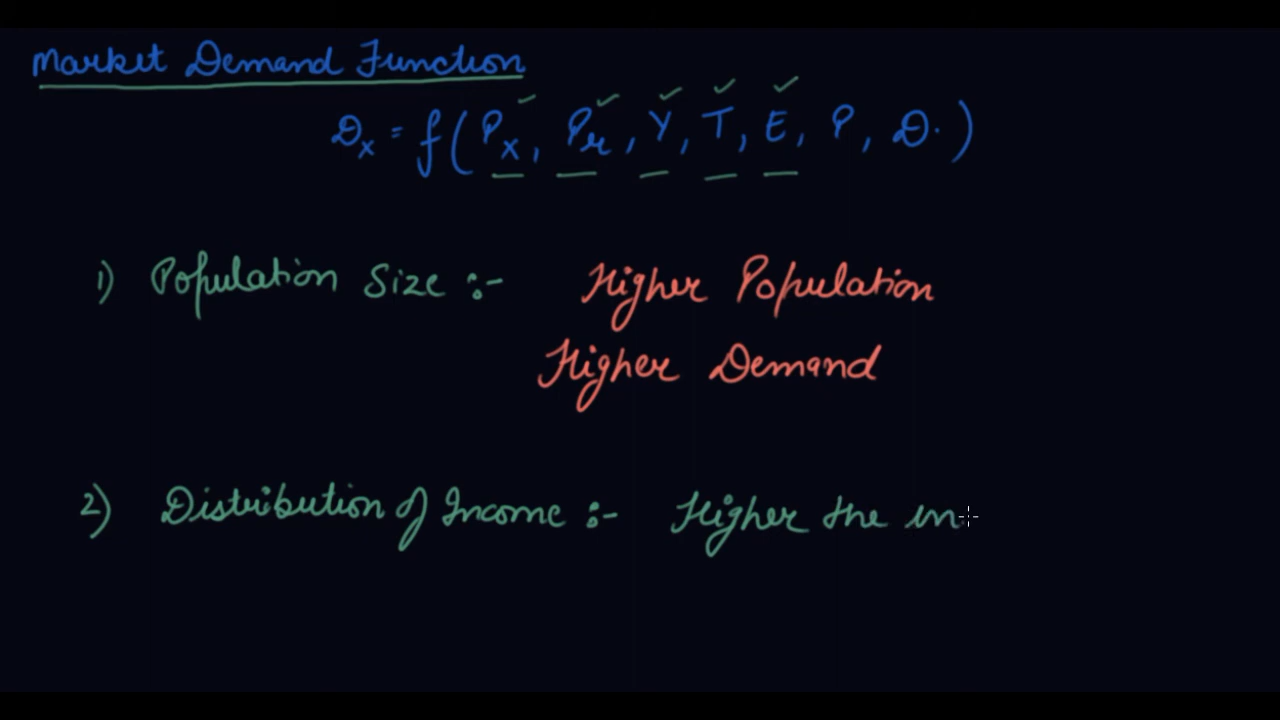 Market Demand Function
Dx = f(Px, Pr, Y, T, E, P, D.)
1) Population Size :- Higher Population
Higher Demand
2) Distribution of Income :- Higher the in